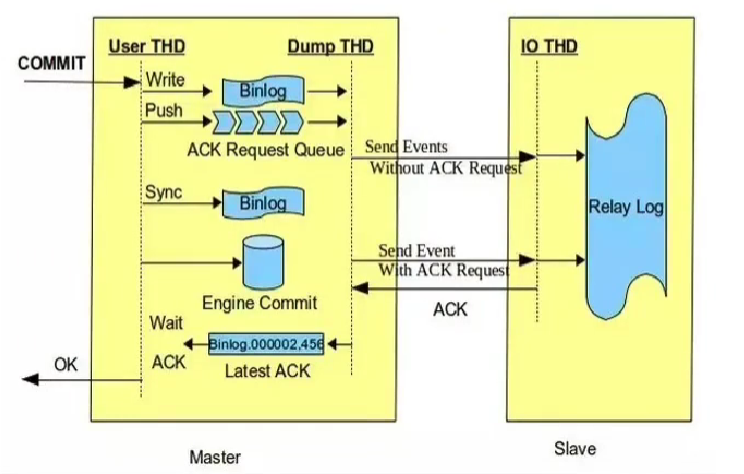 User THD
Dump THD
IO THD
COMMIT
Write
Binlog
Push
ACK Request Queue
Send Events
Without ACK Request
Sync
Binlog
Relay Log
Send Event
With ACK Request
Engine Commit
ACK
Wait
ACK
Binlog.000002,456
Latest ACK
OK
Master
Slave